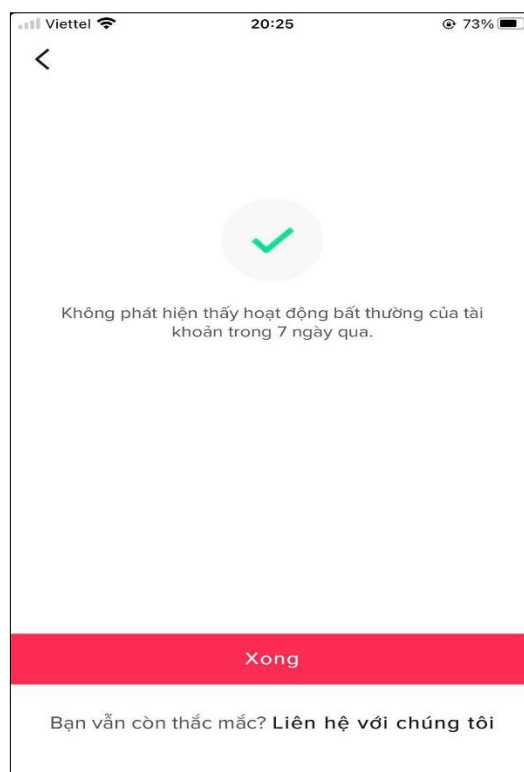 Viettel 20:25 73%
Không phát hiện thấy hoạt động bất thường của tài
khoản trong 7 ngày qua.
Xong
Bạn vẫn còn thắc mắc? Liên hệ với chúng tôi